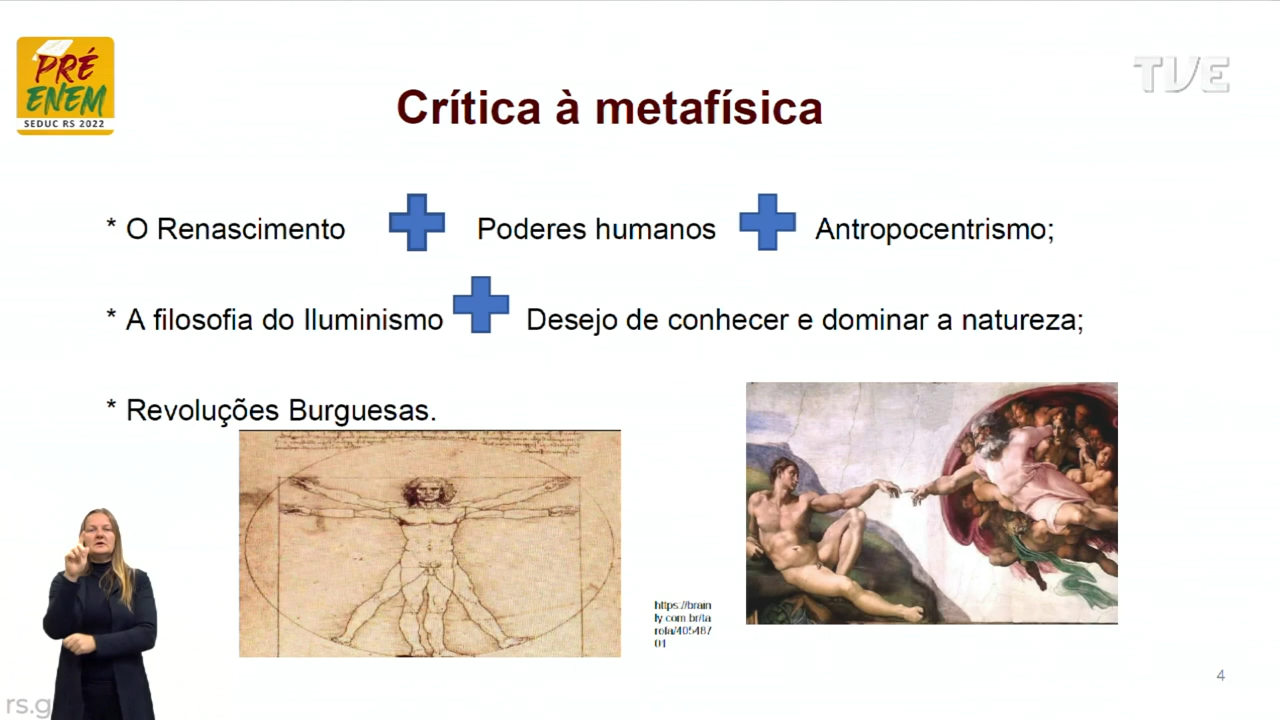 PRÉ
ENEM
SEDUC RS 2022
TVE
Crítica à metafísica
* O Renascimento Poderes humanos Antropocentrismo;
* A filosofia do Iluminismo Desejo de conhecer e dominar a natureza;
* Revoluções Burguesas.
https://brain
ly.com.br/ta
refa/405487
01
4
rs.g